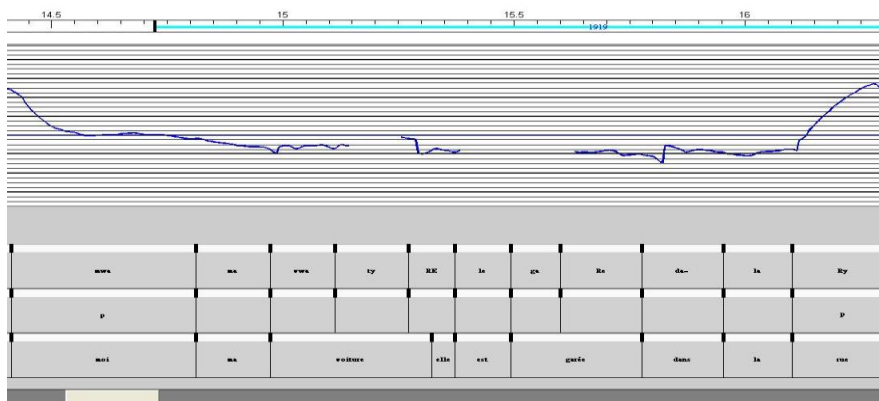 14.5 15 15.5 16
1919
mwa ma vwa ty RE le ga Re da~ la Ry
p p
moi ma voiture elle est garée dans la rue